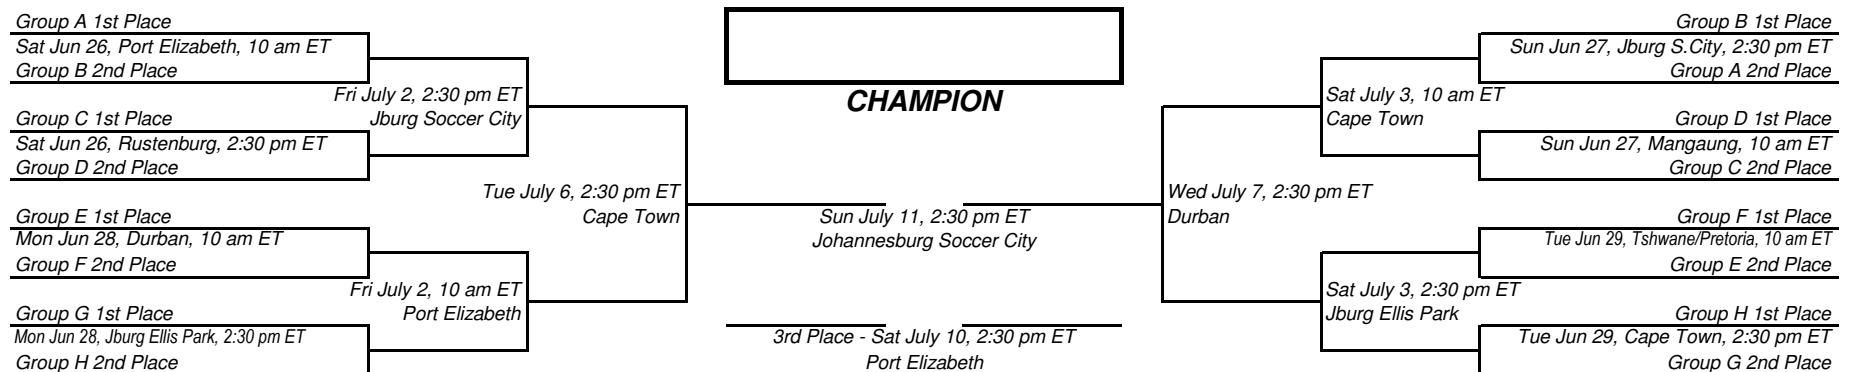 Group A 1st Place
Sat Jun 26, Port Elizabeth, 10 am ET
Group B 2nd Place
Fri July 2, 2:30 pm ET
Jburg Soccer City
Group C 1st Place
Sat Jun 26, Rustenburg, 2:30 pm ET
Group D 2nd Place
Tue July 6, 2:30 pm ET
Cape Town
Group E 1st Place
Mon Jun 28, Durban, 10 am ET
Group F 2nd Place
Fri July 2, 10 am ET
Port Elizabeth
Group G 1st Place
Mon Jun 28, Jburg Ellis Park, 2:30 pm ET
Group H 2nd Place
CHAMPION
Sun July 11, 2:30 pm ET
Johannesburg Soccer City
3rd Place - Sat July 10, 2:30 pm ET
Port Elizabeth
Group B 1st Place
Sun Jun 27, Jburg S.City, 2:30 pm ET
Group A 2nd Place
Sat July 3, 10 am ET
Cape Town
Group D 1st Place
Sun Jun 27, Mangaung, 10 am ET
Group C 2nd Place
Wed July 7, 2:30 pm ET
Durban
Group F 1st Place
Tue Jun 29, Tshwane/Pretoria, 10 am ET
Group E 2nd Place
Sat July 3, 2:30 pm ET
Jburg Ellis Park
Group H 1st Place
Tue Jun 29, Cape Town, 2:30 pm ET
Group G 2nd Place